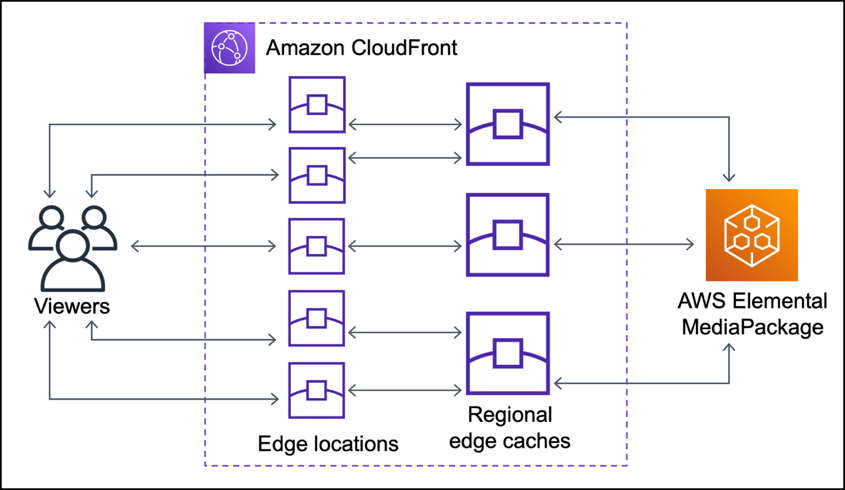 Amazon CloudFront
Viewers
AWS Elemental
MediaPackage
Edge locations
Regional
edge caches